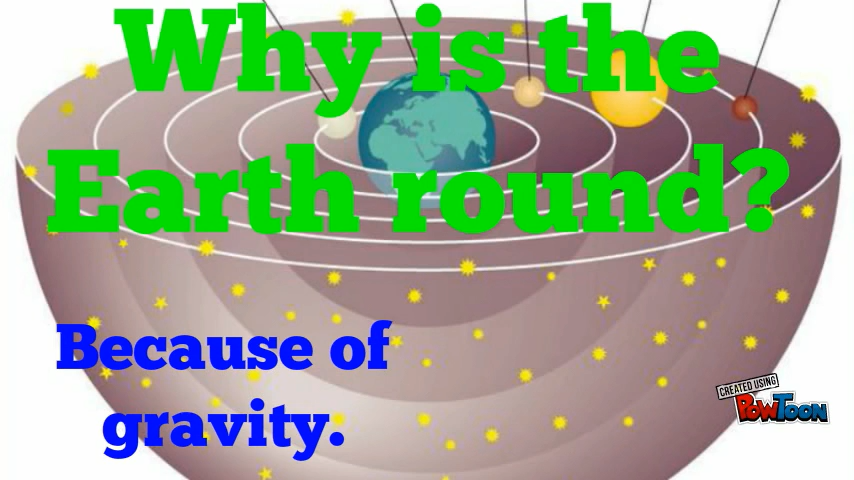 Why is the
Earth round?
Because of
gravity.
CREATED USING
POWTOON